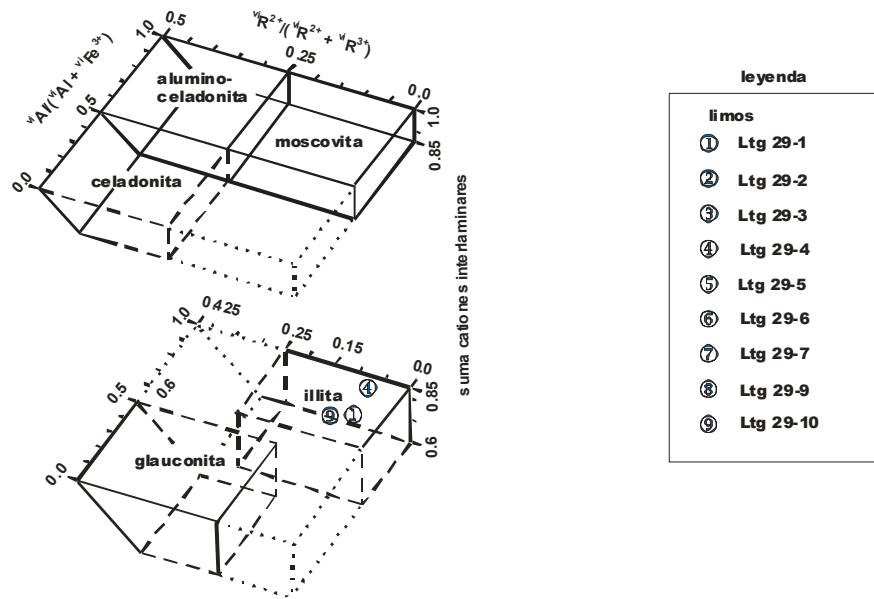 ᵛⁱR²⁺/(ᵛⁱR²⁺ + ᵛⁱR³⁺)
ᵛⁱAl/(ᵛⁱAl + ᵛⁱFe³⁺)
0.5
0.25
0.0
1.0
0.5
0.0
1.0
0.85
alumino-
celadonita
moscovita
celadonita
suma cationes interlaminares
0.425
0.25
0.15
0.0
1.0
0.5
0.6
0.0
0.85
0.6
illita
④
⑨ ①
glauconita
leyenda
limos
① Ltg 29-1
② Ltg 29-2
③ Ltg 29-3
④ Ltg 29-4
⑤ Ltg 29-5
⑥ Ltg 29-6
⑦ Ltg 29-7
⑧ Ltg 29-9
⑨ Ltg 29-10